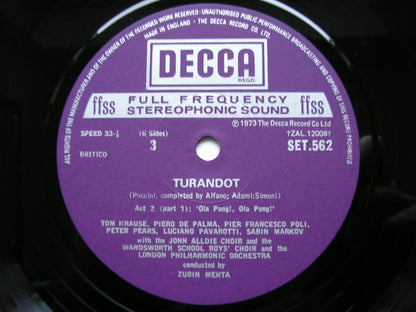 ALL RIGHTS OF THE MANUFACTURER AND OF THE OWNER OF THE RECORDED WORK RESERVED·UNAUTHORISED PUBLIC PERFORMANCE, BROADCASTING AND COPYING OF THIS RECORD PROHIBITED
MADE IN ENGLAND, THE DECCA RECORD CO. LTD.
DECCA
REGD
ffss FULL FREQUENCY ffss
STEREOPHONIC SOUND
℗ 1973 The Decca Record Co Ltd
SPEED 33-⅓ (6 Sides) 1ZAL.12008
3 SET.562
BRITICO
TURANDOT
(Puccini, completed by Alfano; Adami:Simoni)
Act 2 (part 1); 'Ola Pang!, Ola Pong!'
TOM KRAUSE, PIERO DE PALMA, PIER FRANCESCO POLI,
PETER PEARS, LUCIANO PAVAROTTI, SABIN MARKOV
with the JOHN ALLDIS CHOIR and the
WANDSWORTH SCHOOL BOYS' CHOIR and the
LONDON PHILHARMONIC ORCHESTRA
conducted by
ZUBIN MEHTA